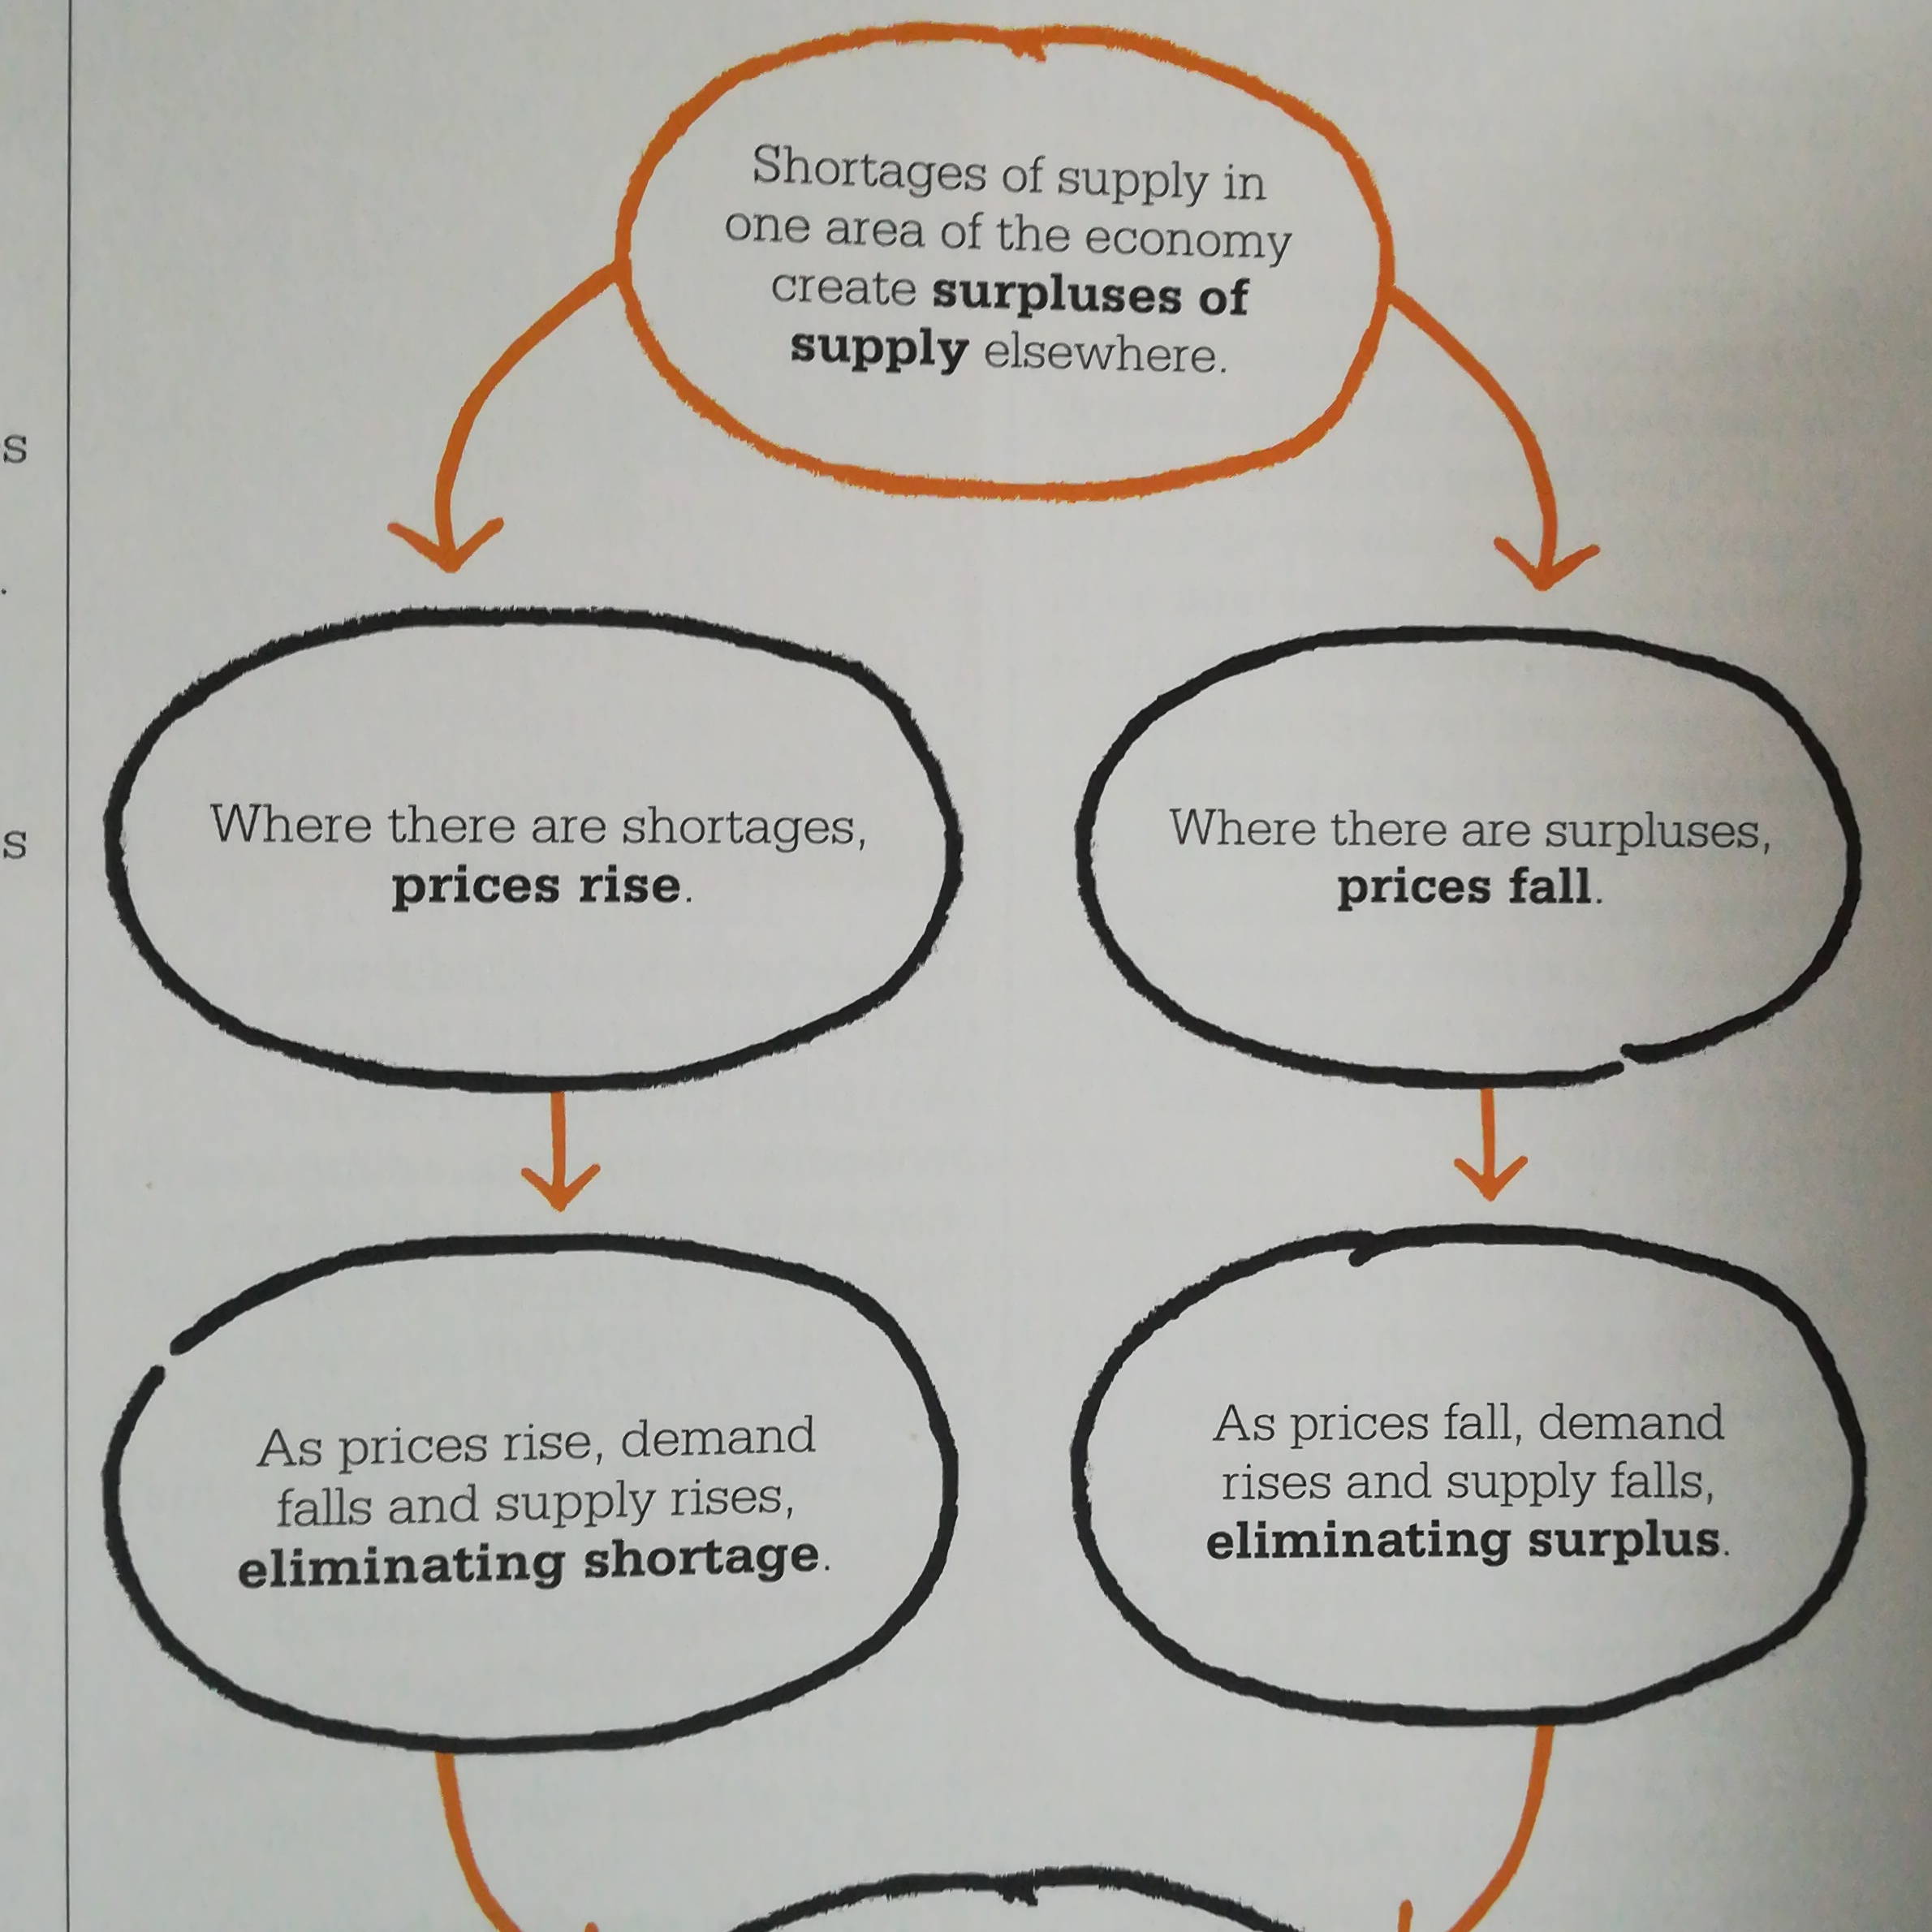 Shortages of supply in
one area of the economy
create surpluses of
supply elsewhere.
s
.
Where there are shortages,
prices rise.
Where there are surpluses,
prices fall.
s
As prices rise, demand
falls and supply rises,
eliminating shortage.
As prices fall, demand
rises and supply falls,
eliminating surplus.